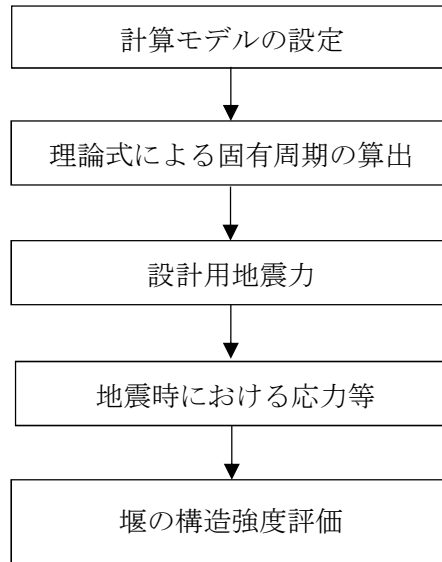 計算モデルの設定
理論式による固有周期の算出
設計用地震力
地震時における応力等
堰の構造強度評価